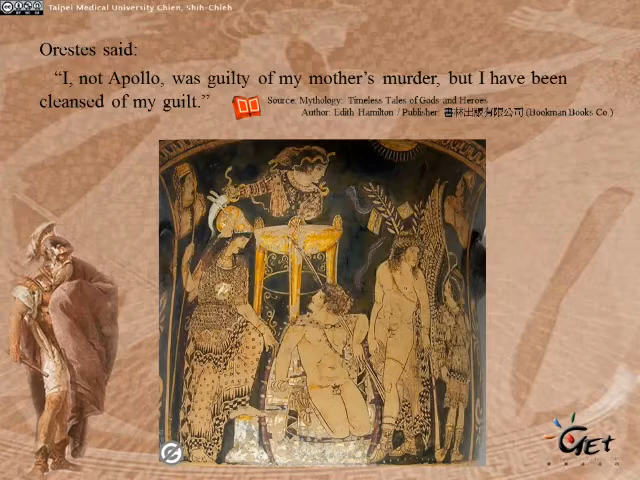 Taipei Medical University Chien, Shih-Chieh
Orestes said:
“I, not Apollo, was guilty of my mother’s murder, but I have been
cleansed of my guilt.”
Source: Mythology: Timeless Tales of Gods and Heroes
Author: Edith Hamilton / Publisher: 書林出版有限公司 (Bookman Books Co.)
GET